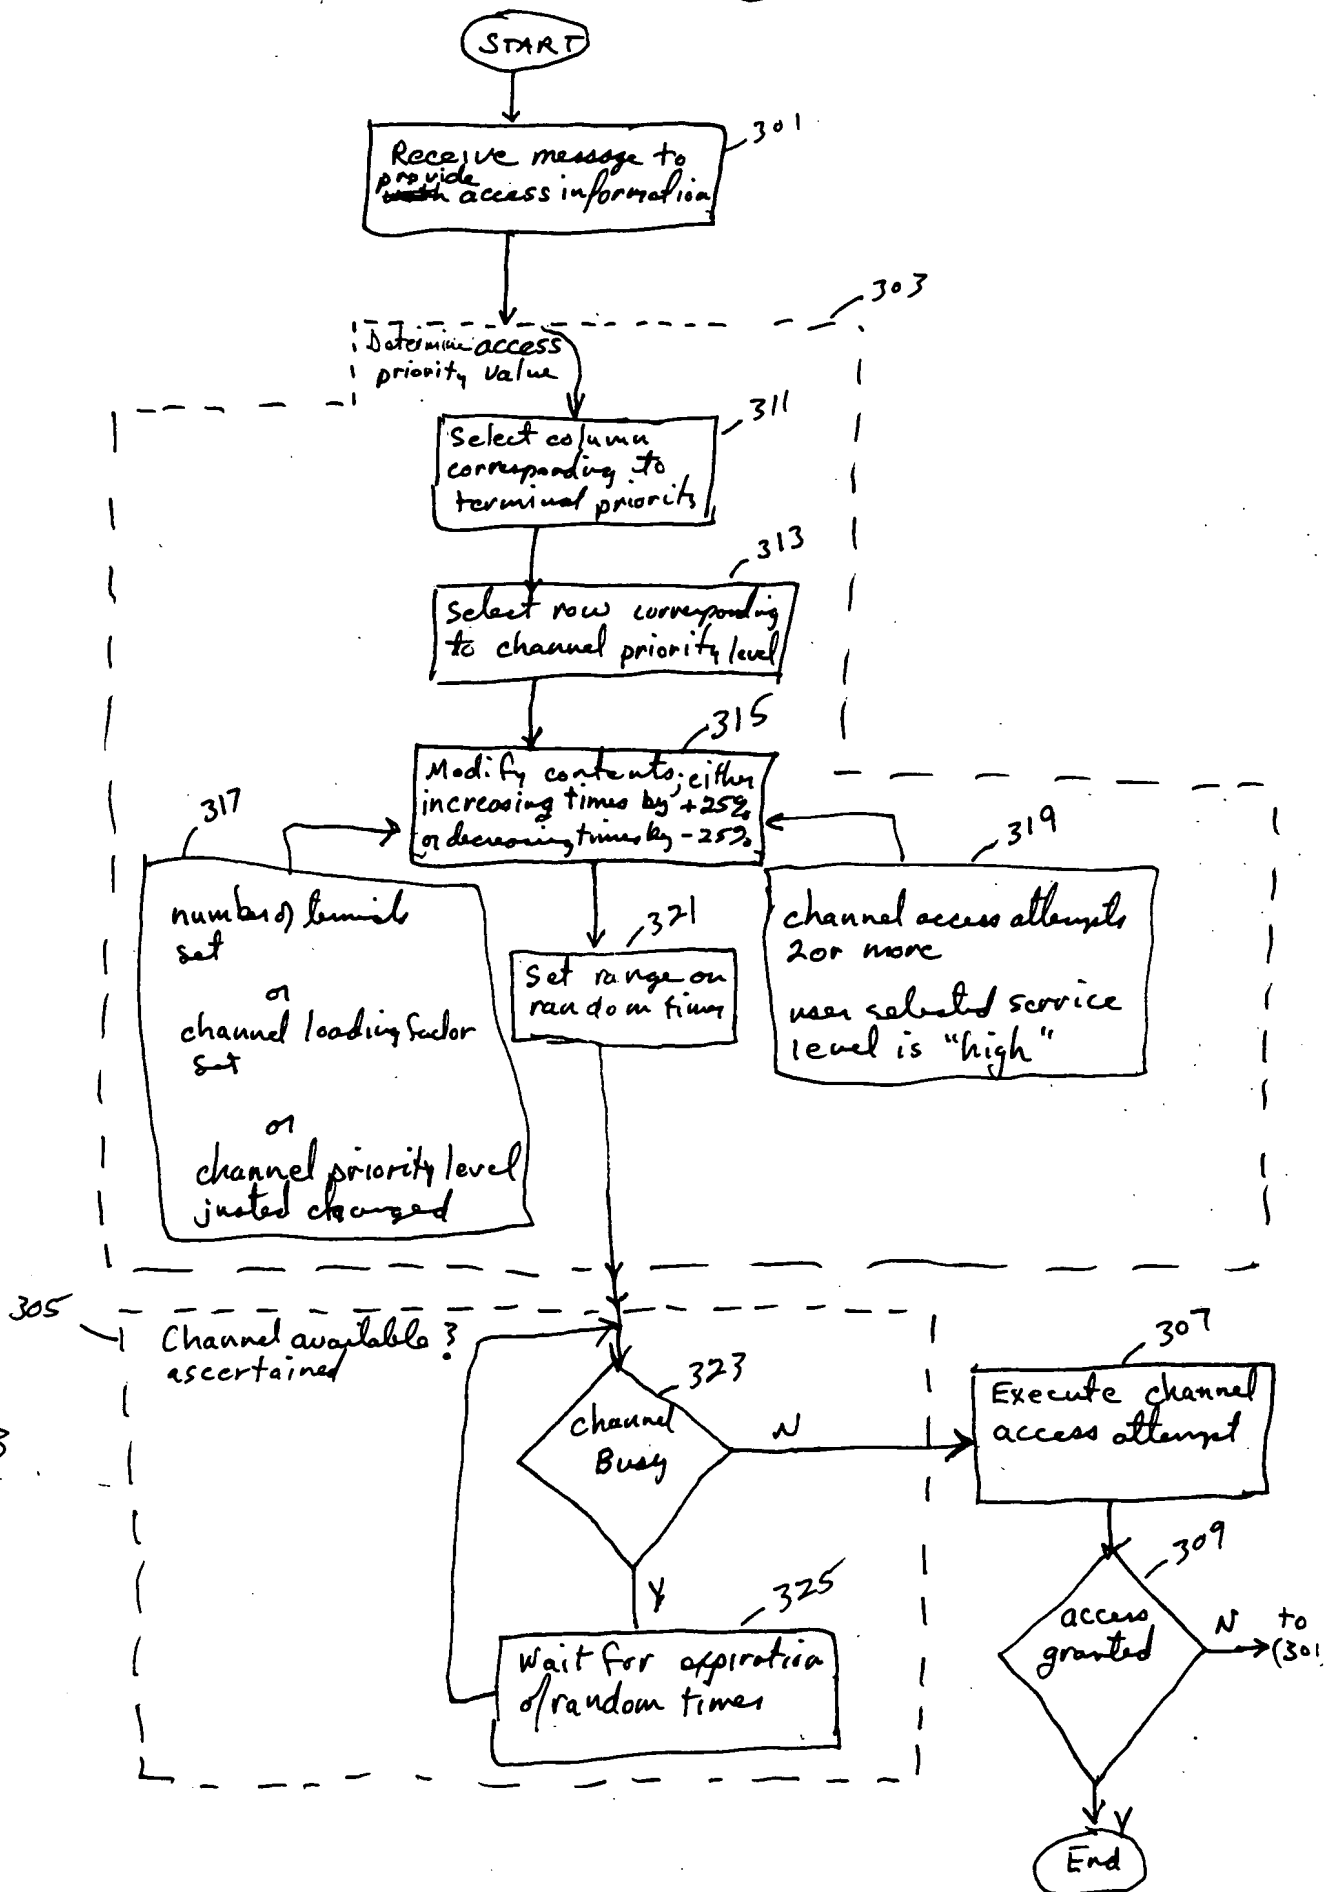 START
301
Receive message to
provide
access information
303
Determine access
priority value
311
Select column
corresponding to
terminal priority
313
Select row corresponding
to channel priority level
315
Modify contents; either
increasing times by +25%
or decreasing times by -25%
317
number of terminals
set
or
channel loading factor
set
or
channel priority level
justed changed
319
channel access attempts
2 or more
user selected service
level is "high"
321
Set range on
random timer
305
Channel available ?
ascertained
323
channel
Busy
N
Y
325
Wait for expiration
of random timer
307
Execute channel
access attempt
309
access
granted
N
to
(301)
Y
End
3